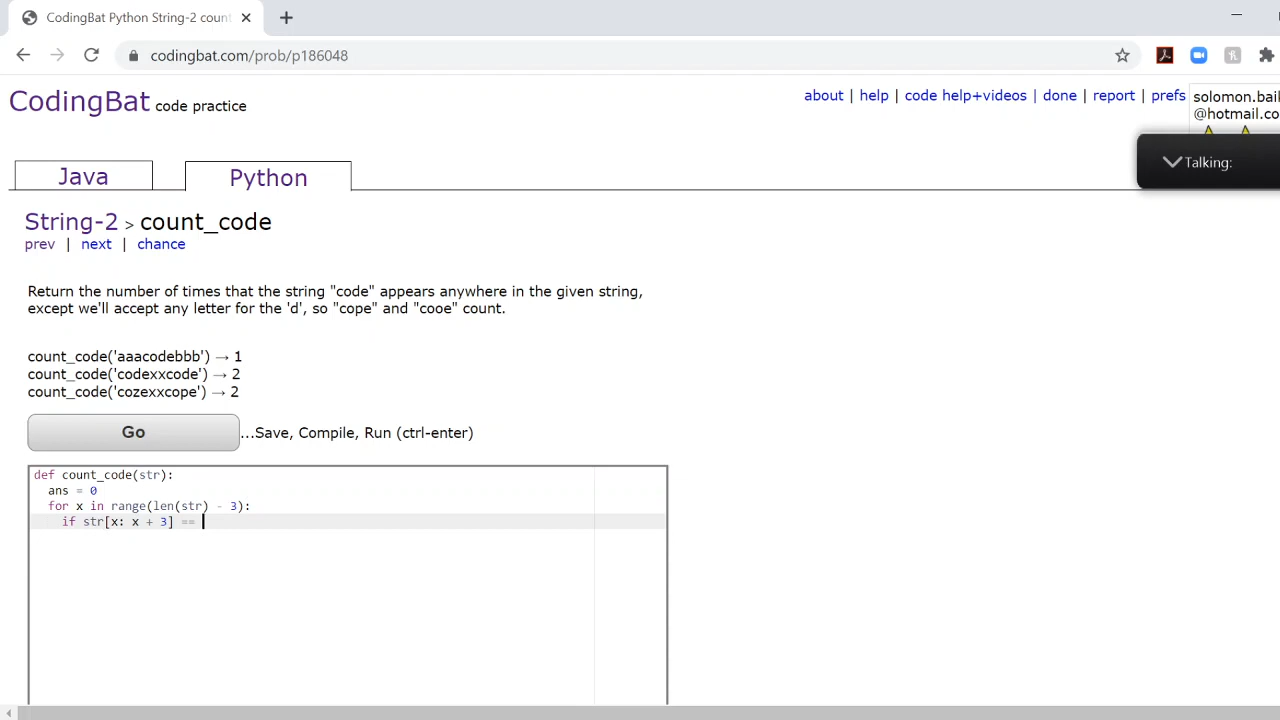 CodingBat Python String-2 count
codingbat.com/prob/p186048
CodingBat code practice
about | help | code help+videos | done | report | prefs
solomon.bail
@hotmail.co
Talking:
Java
Python
String-2 > count_code
prev | next | chance
Return the number of times that the string "code" appears anywhere in the given string,
except we'll accept any letter for the 'd', so "cope" and "cooe" count.
count_code('aaacodebbb') → 1
count_code('codexxcode') → 2
count_code('cozexxcope') → 2
Go
...Save, Compile, Run (ctrl-enter)
def count_code(str):
ans = 0
for x in range(len(str) - 3):
if str[x: x + 3] ==